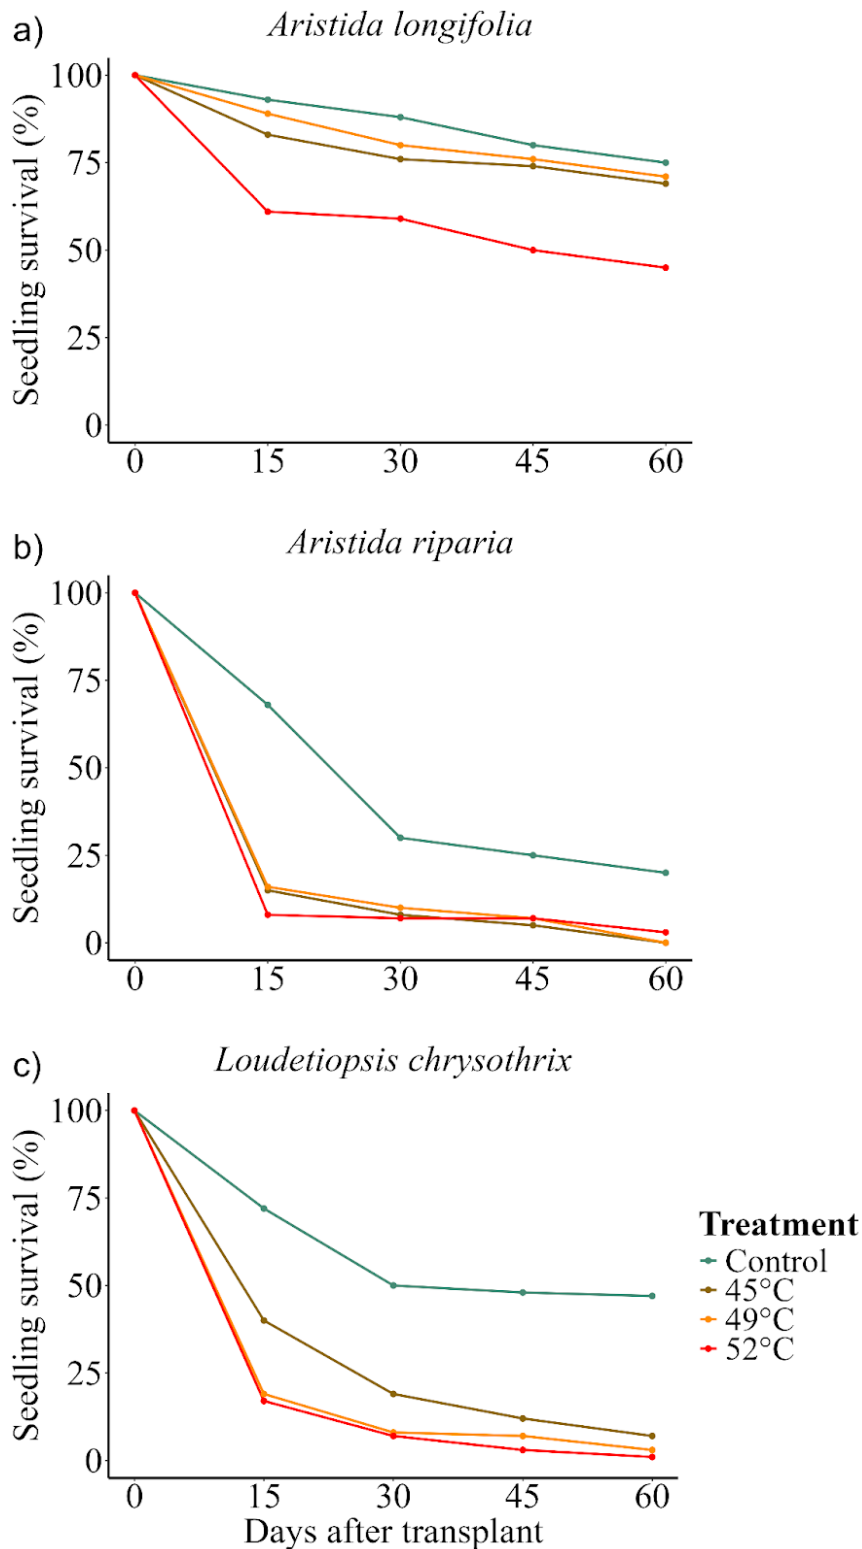 a)
Aristida longifolia
Seedling survival (%)
100
75
50
25
0
0 15 30 45 60
b)
Aristida riparia
Seedling survival (%)
100
75
50
25
0
0 15 30 45 60
c)
Loudetiopsis chrysothrix
Seedling survival (%)
100
75
50
25
0
0 15 30 45 60
Days after transplant
Treatment
Control
45°C
49°C
52°C